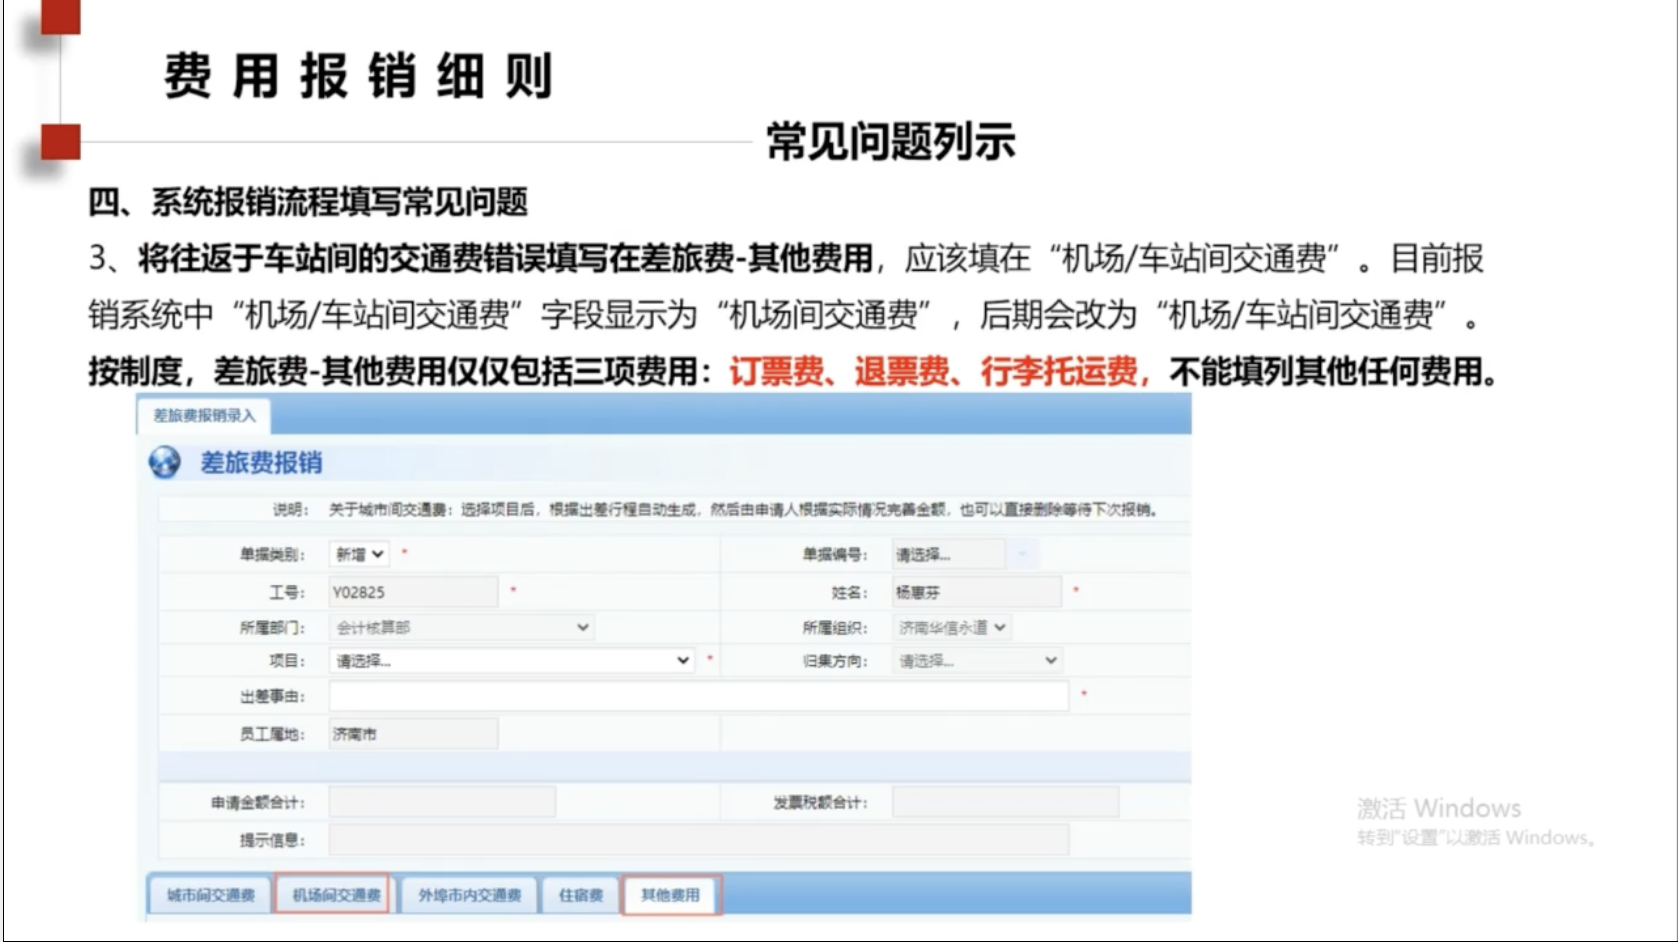 费用报销细则
常见问题列示
四、系统报销流程填写常见问题
3、将往返于车站间的交通费错误填写在差旅费-其他费用，应该填在“机场/车站间交通费”。目前报
销系统中“机场/车站间交通费”字段显示为“机场间交通费”，后期会改为“机场/车站间交通费”。
按制度，差旅费-其他费用仅仅包括三项费用：订票费、退票费、行李托运费，不能填列其他任何费用。
差旅费报销录入
差旅费报销
说明： 关于城市间交通费：选择项目后，根据出差行程自动生成，然后由申请人根据实际情况完善金额，也可以直接删除等待下次报销。
单据类别： 新增 * 单据编号： 请选择...
工号： Y02825 * 姓名： 杨惠芬 *
所属部门： 会计核算部 所属组织： 济南华信永道
项目： 请选择... * 归集方向： 请选择...
出差事由： *
员工属地： 济南市
申请金额合计： 发票税额合计：
提示信息：
城市间交通费 机场间交通费 外埠市内交通费 住宿费 其他费用
激活 Windows
转到“设置”以激活 Windows。